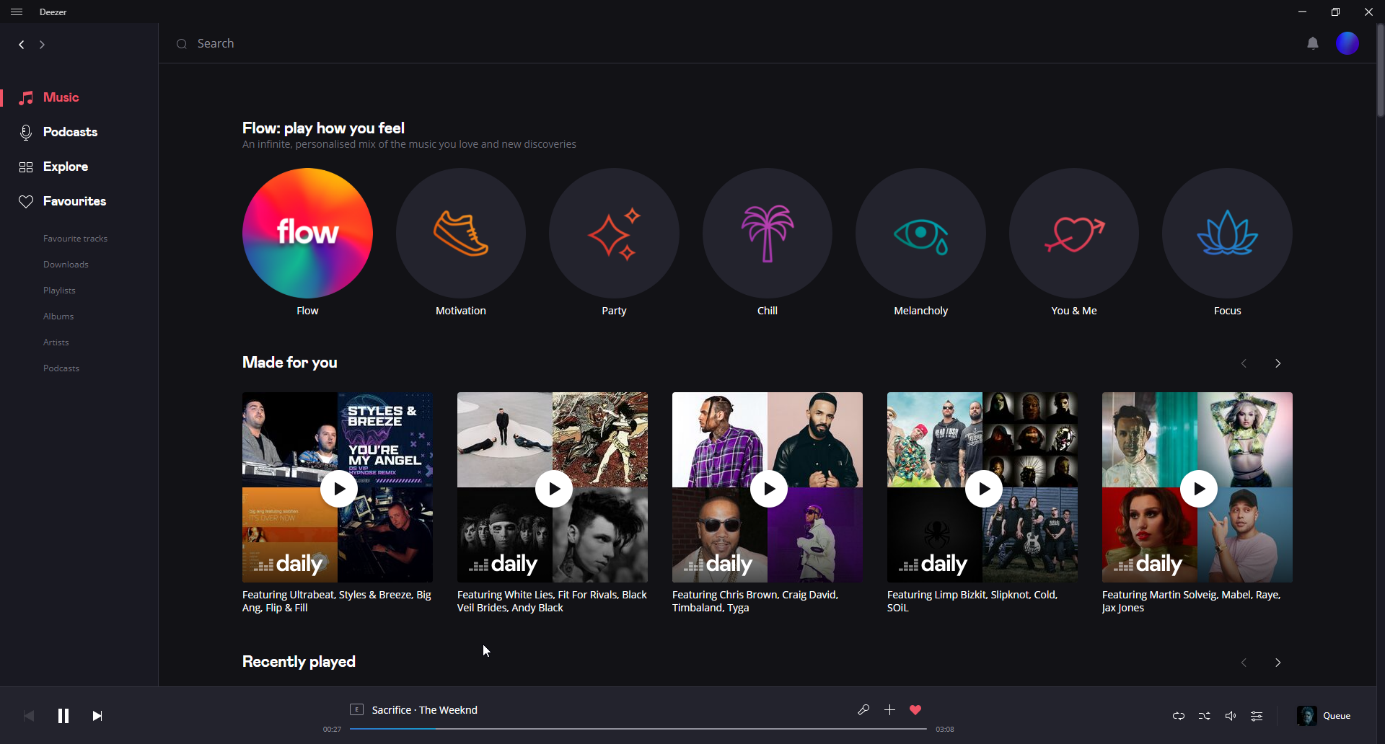 Deezer
Search
Music
Podcasts
Explore
Favourites
Favourite tracks
Downloads
Playlists
Albums
Artists
Podcasts
Flow: play how you feel
An infinite, personalised mix of the music you love and new discoveries
flow
Flow
Motivation
Party
Chill
Melancholy
You & Me
Focus
Made for you
STYLES &
BREEZE
YOU'RE
MY ANGEL
daily
daily
daily
daily
daily
Featuring Ultrabeat, Styles & Breeze, Big
Ang, Flip & Fill
Featuring White Lies, Fit For Rivals, Black
Veil Brides, Andy Black
Featuring Chris Brown, Craig David,
Timbaland, Tyga
Featuring Limp Bizkit, Slipknot, Cold,
SOiL
Featuring Martin Solveig, Mabel, Raye,
Jax Jones
Recently played
E Sacrifice · The Weeknd
00:27
03:08
Queue